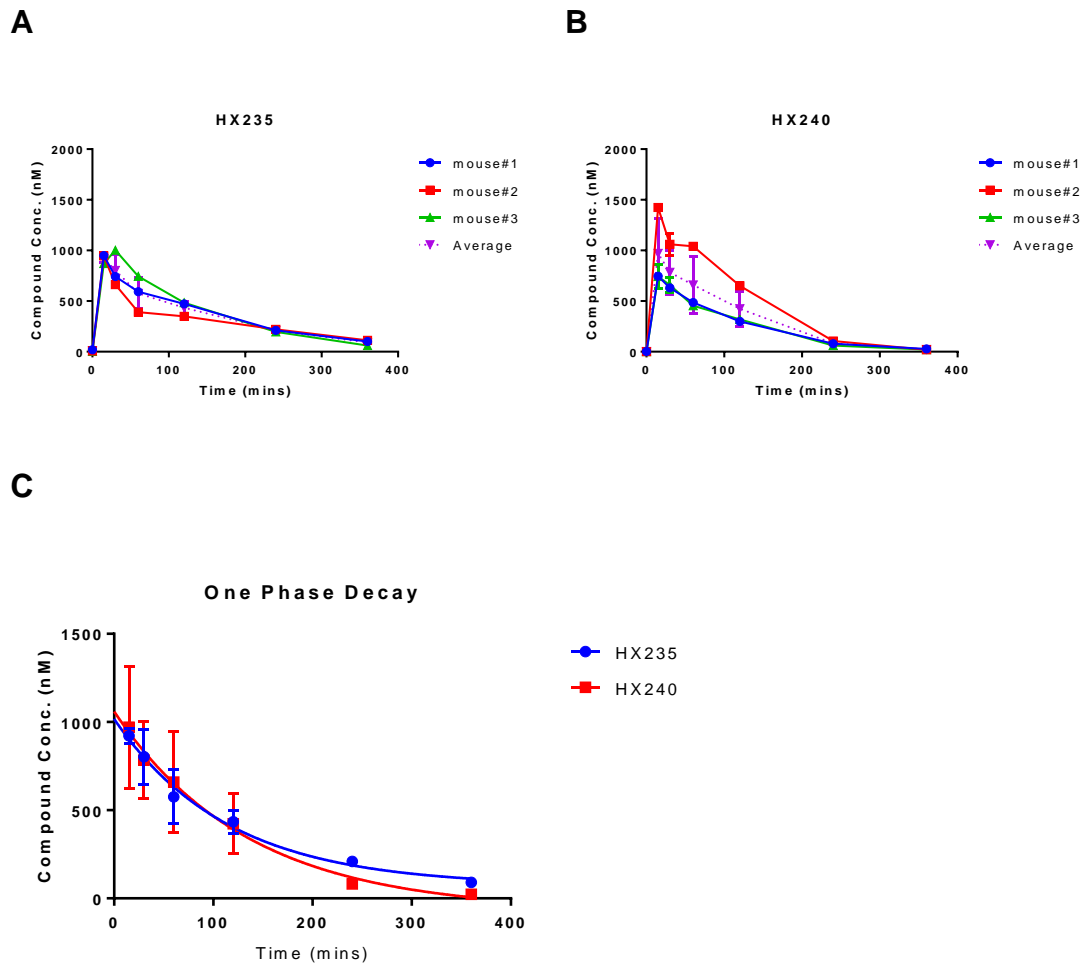 A
HX235
Compound Conc. (nM)
2000
1500
1000
500
0
0 100 200 300 400
Time (mins)
mouse#1
mouse#2
mouse#3
Average
B
HX240
Compound Conc. (nM)
2000
1500
1000
500
0
0 100 200 300 400
Time (mins)
mouse#1
mouse#2
mouse#3
Average
C
One Phase Decay
Compound Conc. (nM)
1500
1000
500
0
0 100 200 300 400
Time (mins)
HX235
HX240